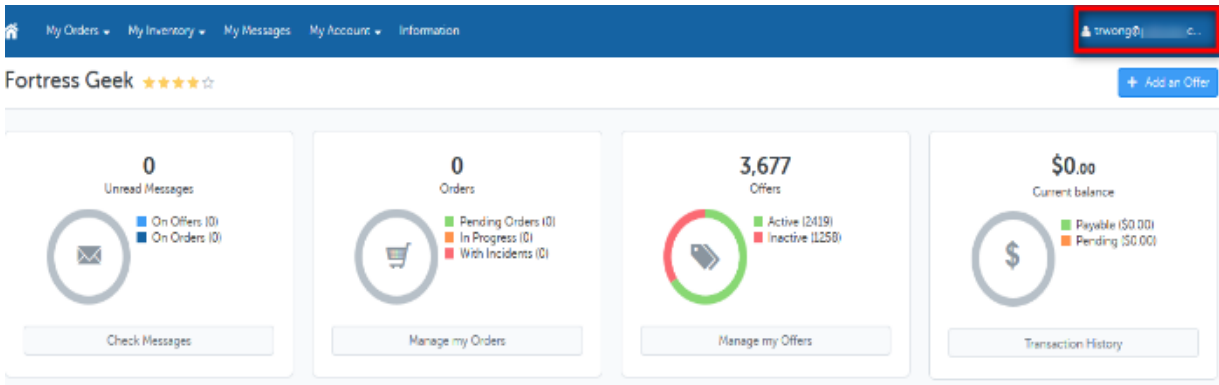 My Orders My Inventory My Messages My Account Information trwong@ c...
Fortress Geek + Add an Offer
0
Unread Messages
On Offers (0)
On Orders (0)
Check Messages
0
Orders
Pending Orders (0)
In Progress (0)
With Incidents (0)
Manage my Orders
3,677
Offers
Active (2419)
Inactive (1258)
Manage my Offers
$0.00
Current balance
Payable ($0.00)
Pending ($0.00)
$
Transaction History